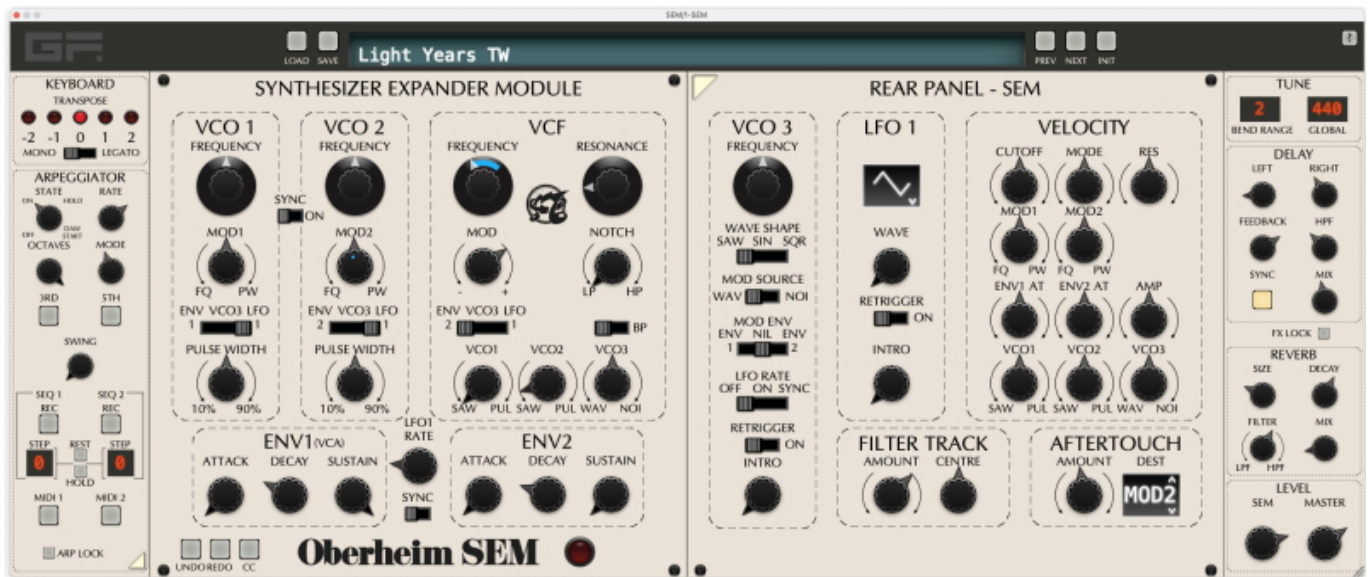 SEM/1-SEM
GF.
LOAD SAVE
Light Years TW
PREV NEXT INIT
KEYBOARD
TRANSPOSE
-2 -1 0 1 2
MONO LEGATO
ARPEGGIATOR
STATE RATE
ON HOLD
OFF DAW START
OCTAVES MODE
3RD 5TH
SWING
SEQ 1 SEQ 2
REC REC
STEP REST STEP
0 0
HOLD
MIDI 1 MIDI 2
ARP LOCK
SYNTHESIZER EXPANDER MODULE
VCO 1
FREQUENCY
MOD1
FQ PW
ENV VCO3 LFO
1 1
PULSE WIDTH
10% 90%
SYNC
ON
VCO 2
FREQUENCY
MOD2
FQ PW
ENV VCO3 LFO
2 1
PULSE WIDTH
10% 90%
VCF
FREQUENCY RESONANCE
MOD NOTCH
- + LP HP
ENV VCO3 LFO
2 1 BP
VCO1 VCO2 VCO3
SAW PUL SAW PUL WAV NOI
ENV1 (VCA)
ATTACK DECAY SUSTAIN
LFO1
RATE
SYNC
ENV2
ATTACK DECAY SUSTAIN
UNDO REDO CC
Oberheim SEM
REAR PANEL - SEM
VCO 3
FREQUENCY
WAVE SHAPE
SAW SIN SQR
MOD SOURCE
WAV NOI
MOD ENV
ENV NIL ENV
1 2
LFO RATE
OFF ON SYNC
RETRIGGER
ON
INTRO
LFO 1
WAVE
RETRIGGER
ON
INTRO
VELOCITY
CUTOFF MODE RES
MOD1 MOD2
FQ PW FQ PW
ENV1 AT ENV2 AT AMP
VCO1 VCO2 VCO3
SAW PUL SAW PUL WAV NOI
FILTER TRACK
AMOUNT CENTRE
AFTERTOUCH
AMOUNT DEST
MOD2
TUNE
2 440
BEND RANGE GLOBAL
DELAY
LEFT RIGHT
FEEDBACK HPF
SYNC MIX
FX LOCK
REVERB
SIZE DECAY
FILTER MIX
LPF HPF
LEVEL
SEM MASTER